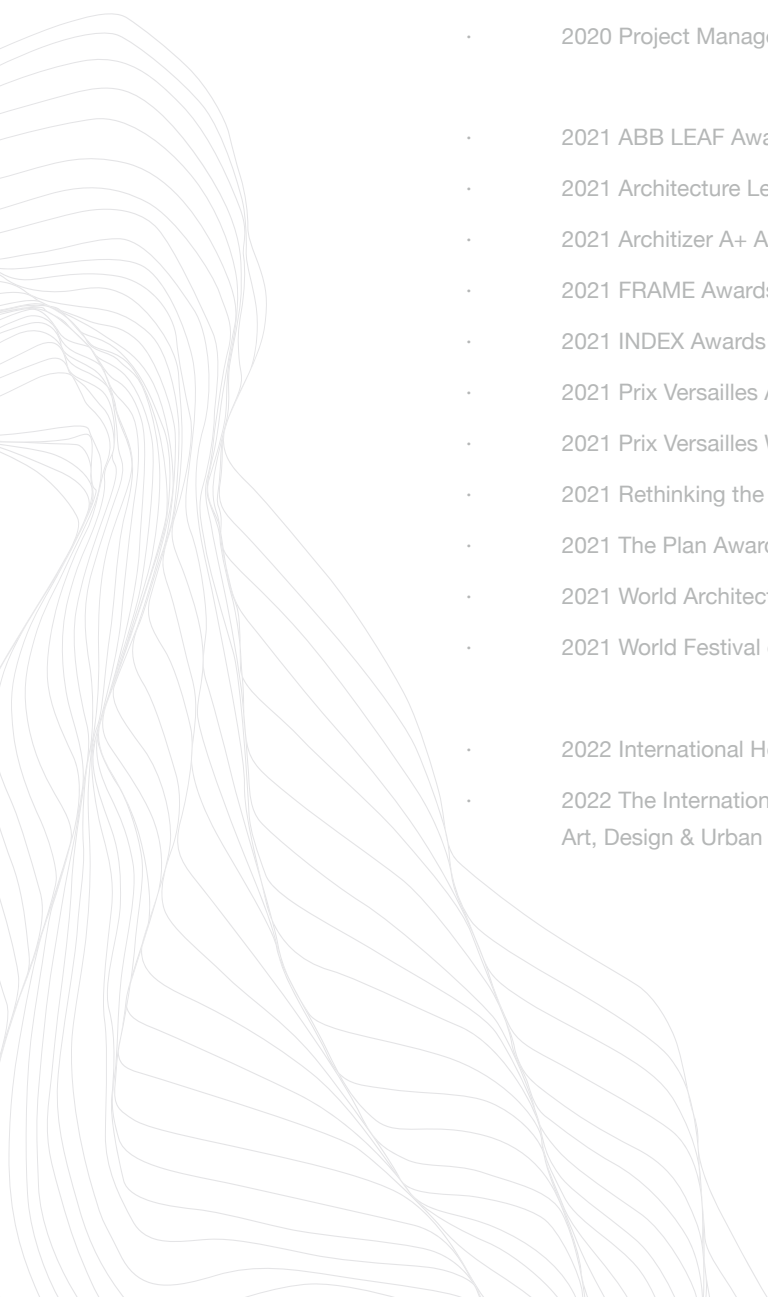 · 2020 Project Manag
· 2021 ABB LEAF Awa
· 2021 Architecture Le
· 2021 Architizer A+ A
· 2021 FRAME Awards
· 2021 INDEX Awards
· 2021 Prix Versailles
· 2021 Prix Versailles
· 2021 Rethinking the
· 2021 The Plan Award
· 2021 World Architect
· 2021 World Festival
· 2022 International H
· 2022 The Internation
Art, Design & Urban